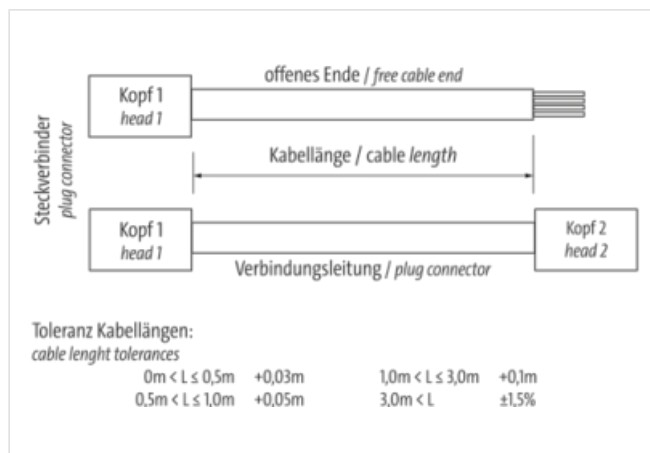 offenes Ende / free cable end
Kopf 1
head 1
Steckverbinder
plug connector
Kabellänge / cable length
Kopf 1
head 1
Kopf 2
head 2
Verbindungsleitung / plug connector
Toleranz Kabellängen:
cable lenght tolerances
0m < L ≤ 0,5m +0,03m 1,0m < L ≤ 3,0m +0,1m
0.5m < L ≤ 1,0m +0,05m 3,0m < L ±1,5%